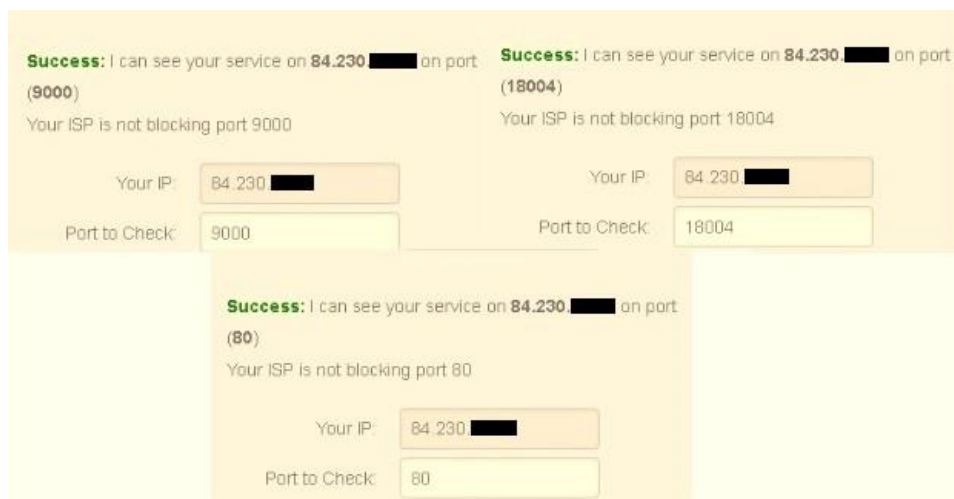 Success: I can see your service on 84.230. on port
(9000)
Your ISP is not blocking port 9000
Your IP: 84.230.
Port to Check: 9000
Success: I can see your service on 84.230. on port
(18004)
Your ISP is not blocking port 18004
Your IP: 84.230.
Port to Check: 18004
Success: I can see your service on 84.230. on port
(80)
Your ISP is not blocking port 80
Your IP: 84.230.
Port to Check: 80